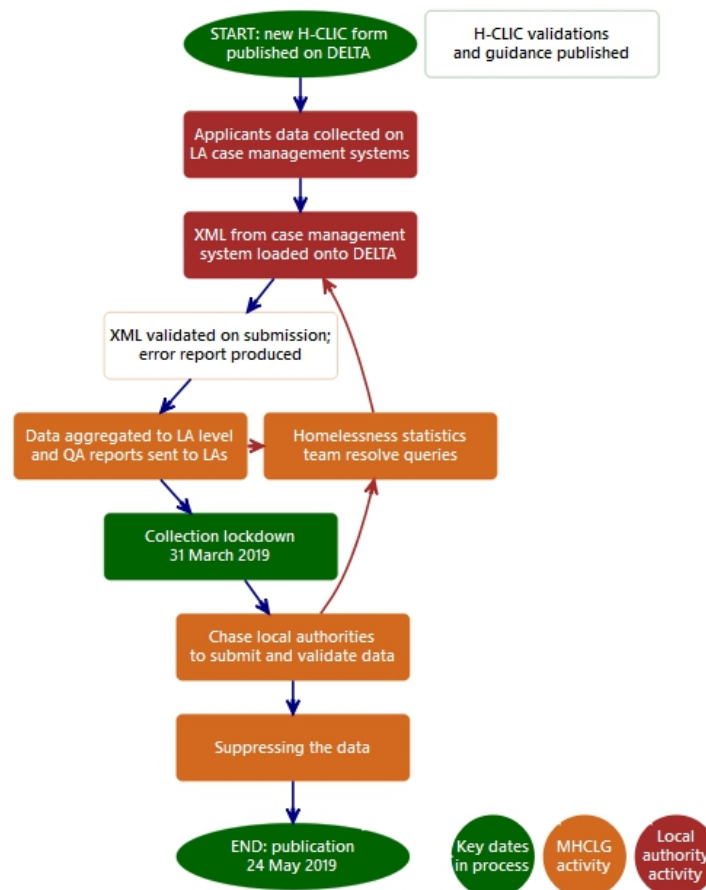 START: new H-CLIC form
published on DELTA
H-CLIC validations
and guidance published
Applicants data collected on
LA case management systems
XML from case management
system loaded onto DELTA
XML validated on submission;
error report produced
Data aggregated to LA level
and QA reports sent to LAs
Homelessness statistics
team resolve queries
Collection lockdown
31 March 2019
Chase local authorities
to submit and validate data
Suppressing the data
END: publication
24 May 2019
Key dates
in process
MHCLG
activity
Local
authority
activity